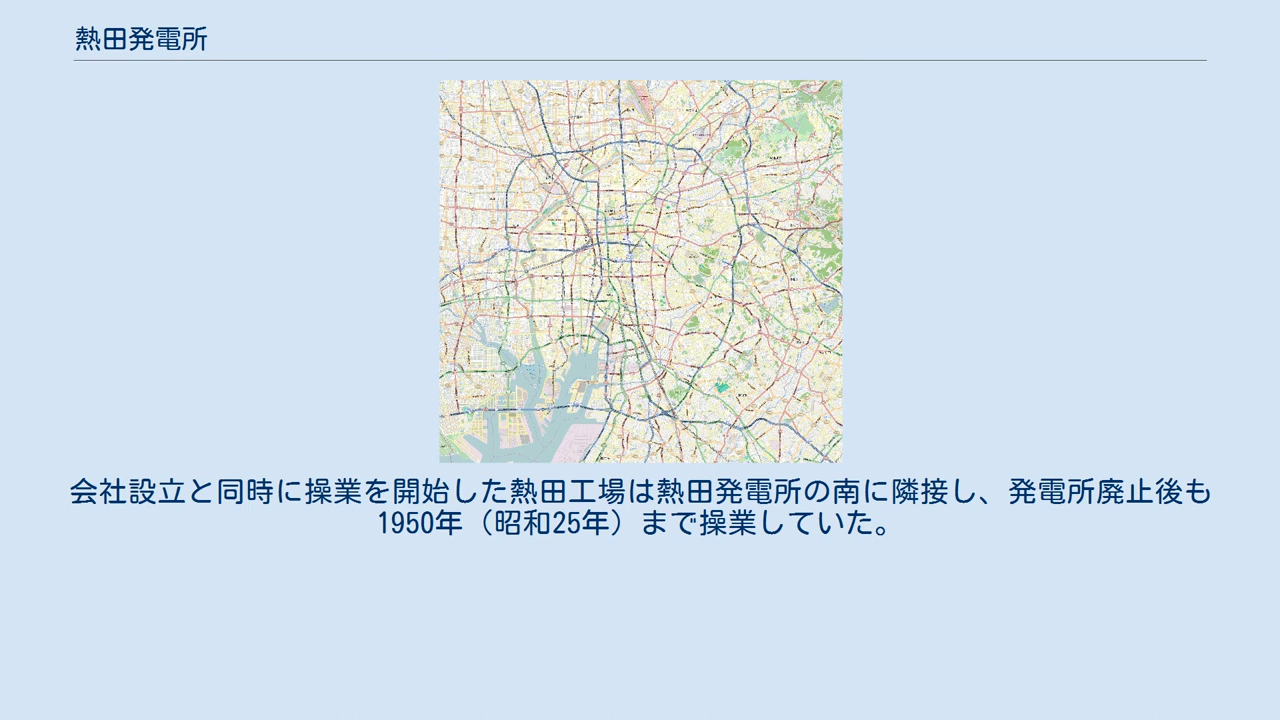 熱田発電所
会社設立と同時に操業を開始した熱田工場は熱田発電所の南に隣接し、発電所廃止後も
1950年（昭和25年）まで操業していた。